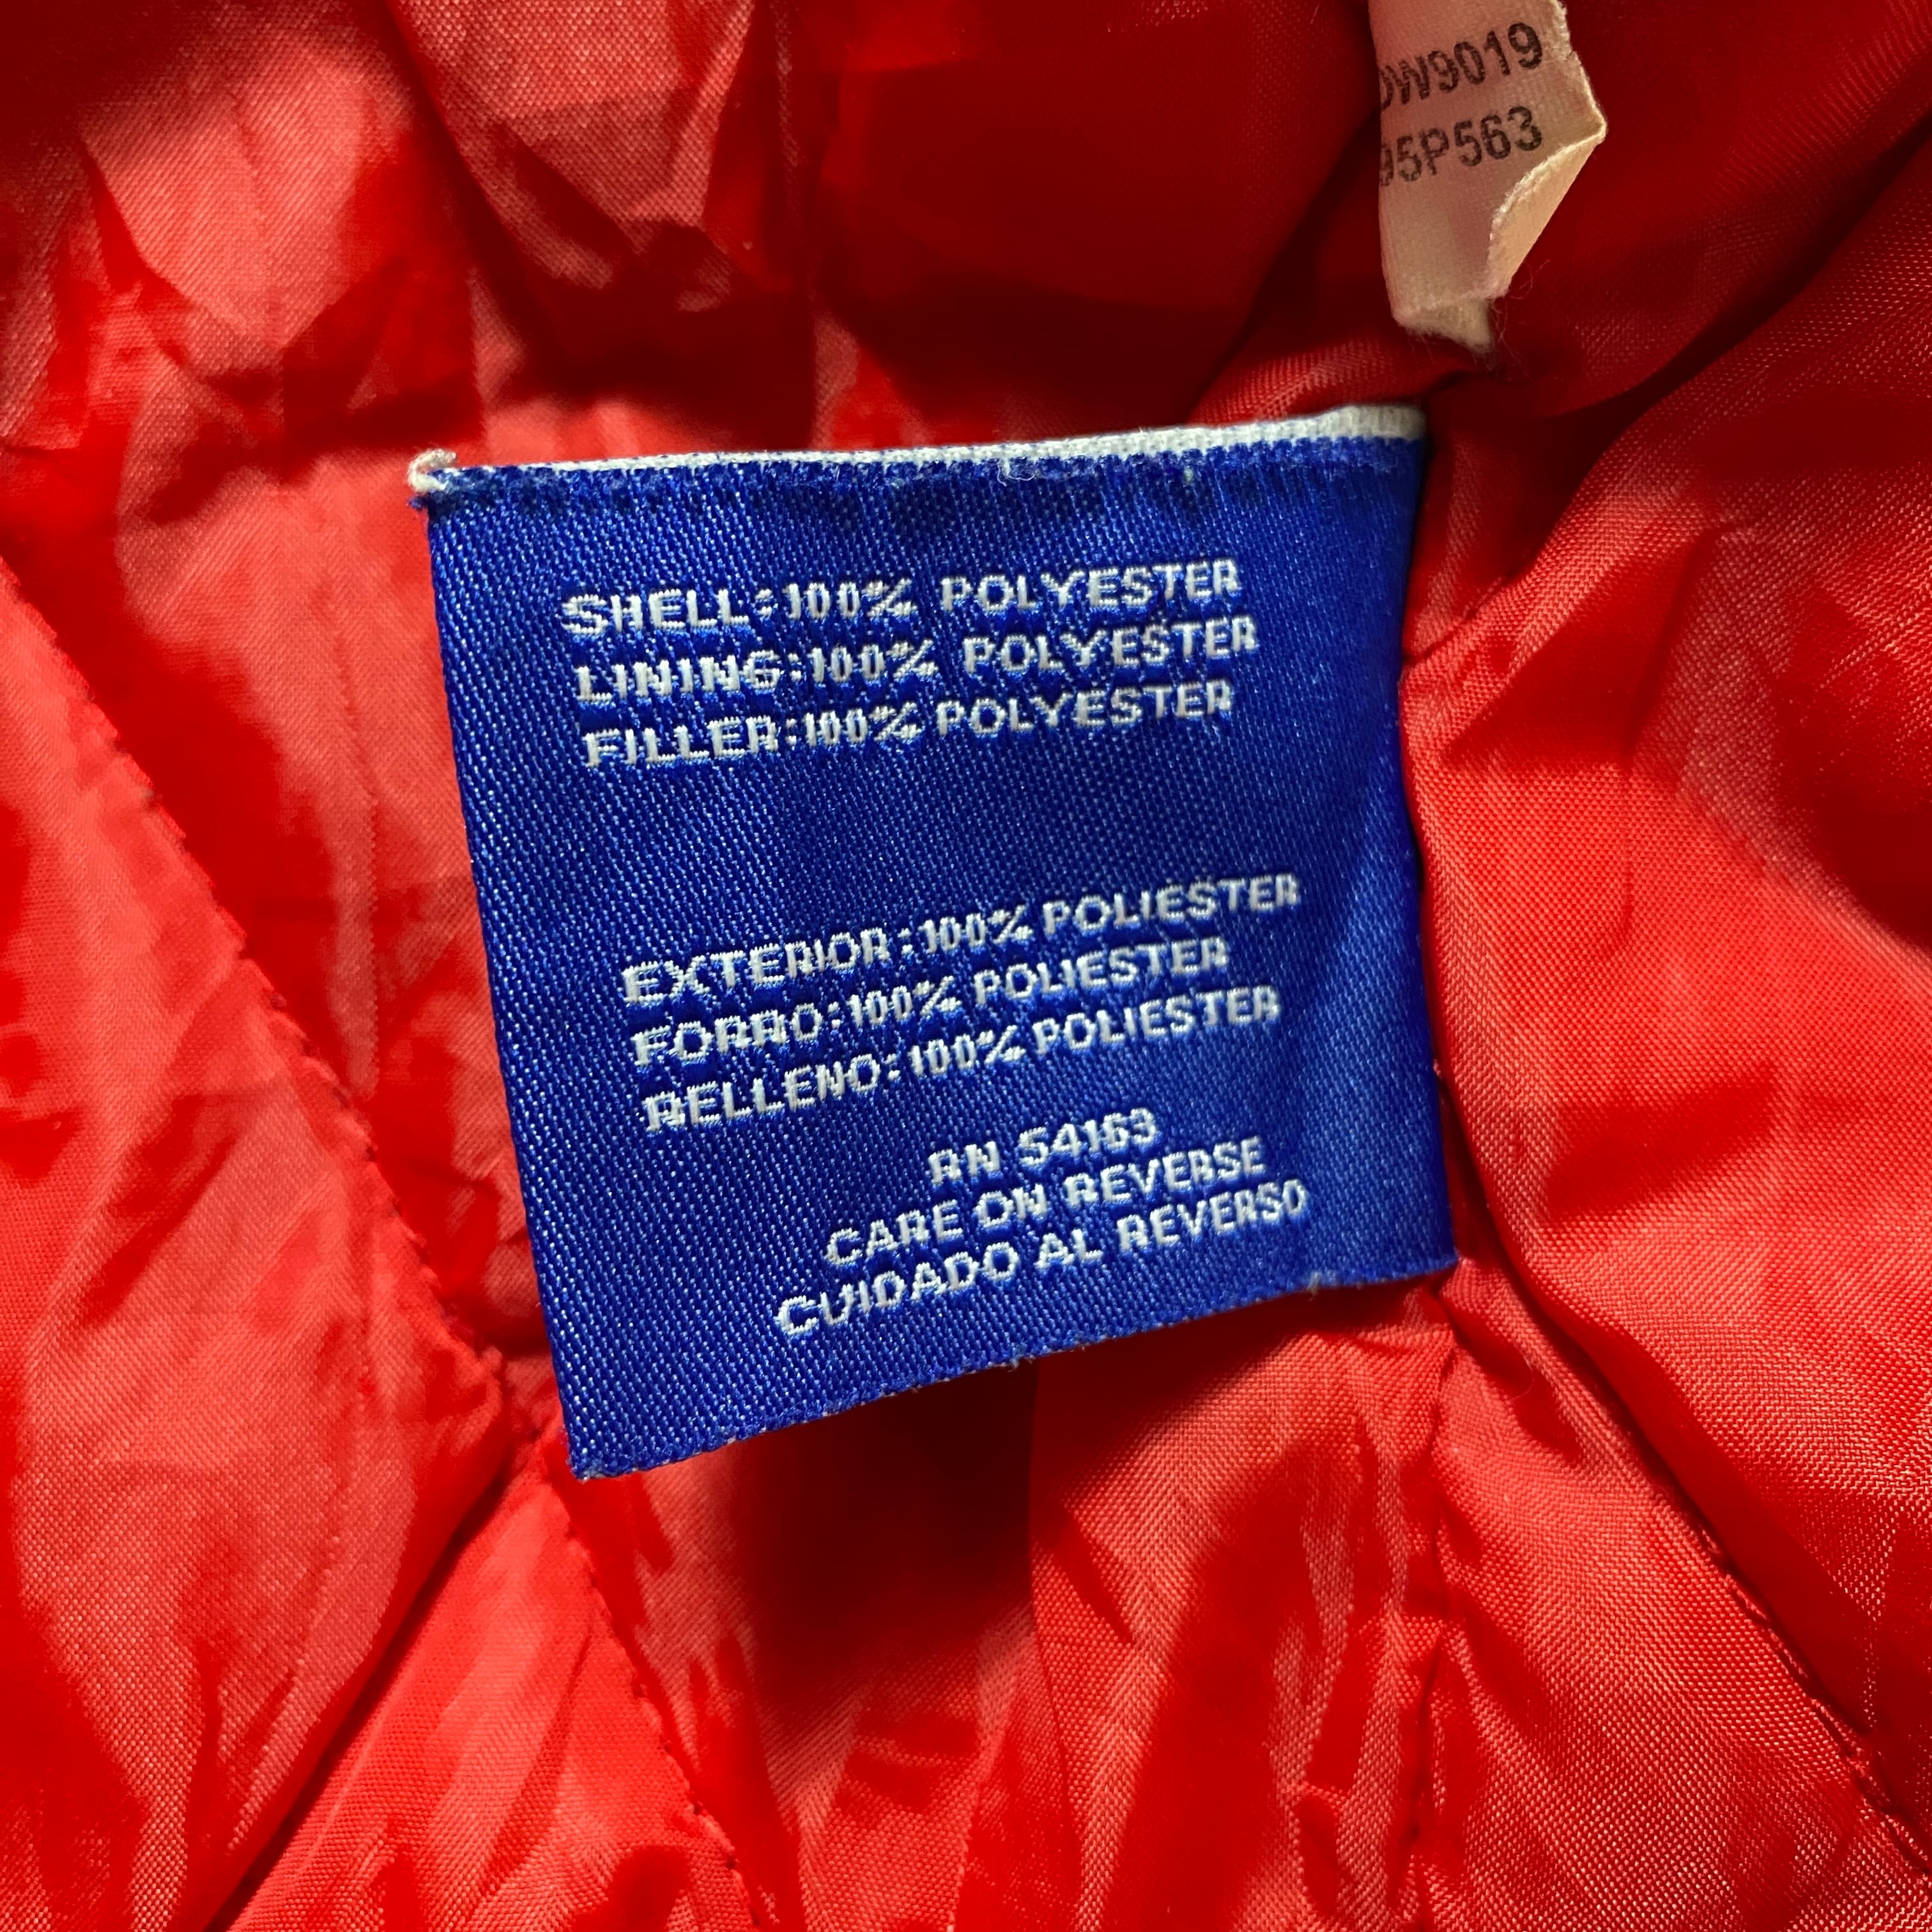 W9019
95P563
SHELL:100% POLYESTER
LINING:100% POLYESTER
FILLER:100% POLYESTER
EXTERIOR:100% POLIESTER
FORRO:100% POLIESTER
RELLENO:100% POLIESTER
RN 54163
CARE ON REVERSE
CUIDADO AL REVERSO